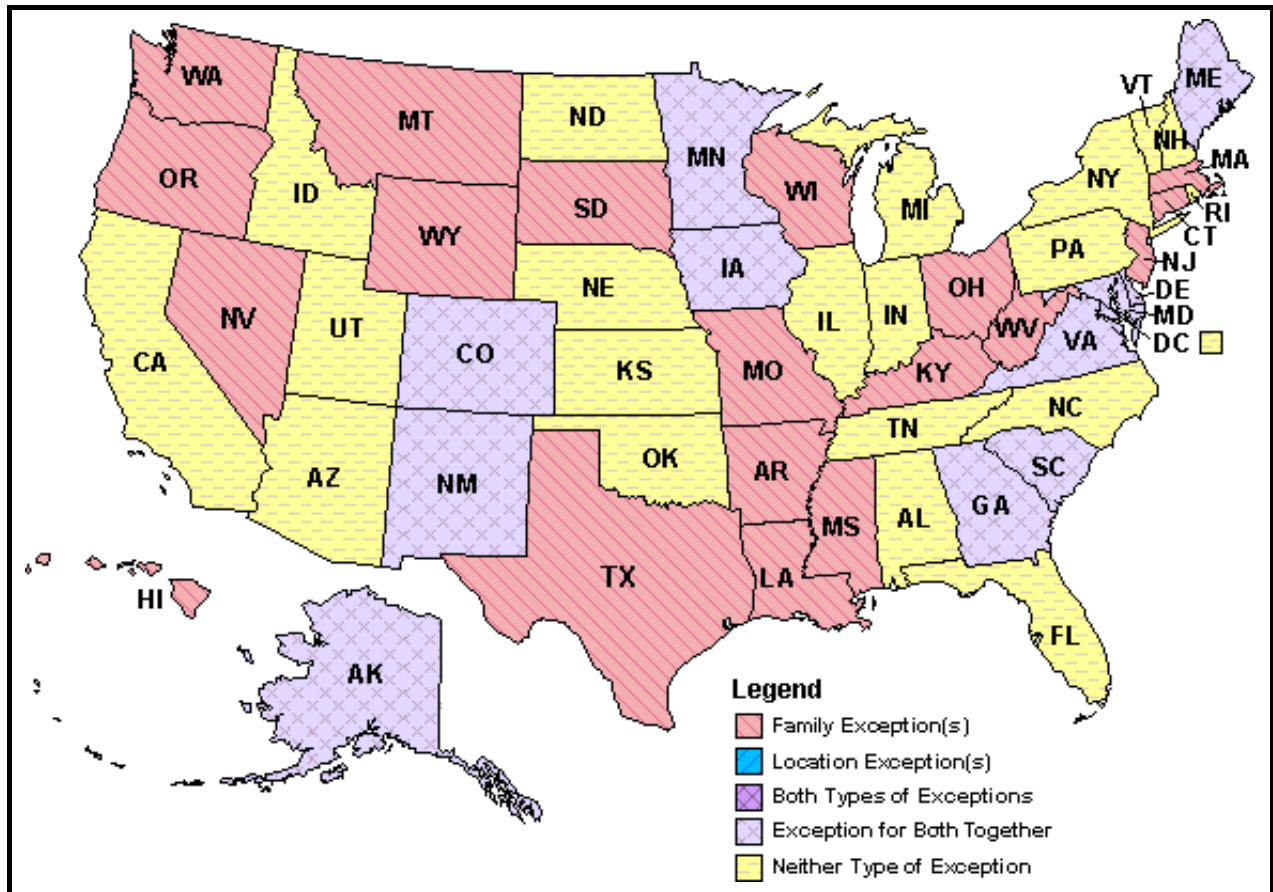 WA
MT
ND
MN
ME
VT
NH
OR
ID
SD
WI
MI
NY
MA
RI
CT
WY
IA
NE
PA
NJ
NV
UT
CO
IL
IN
OH
DE
MD
DC
CA
KS
MO
KY
WV
VA
AZ
NM
OK
AR
TN
NC
SC
MS
AL
GA
TX
LA
FL
HI
AK
Legend
Family Exception(s)
Location Exception(s)
Both Types of Exceptions
Exception for Both Together
Neither Type of Exception